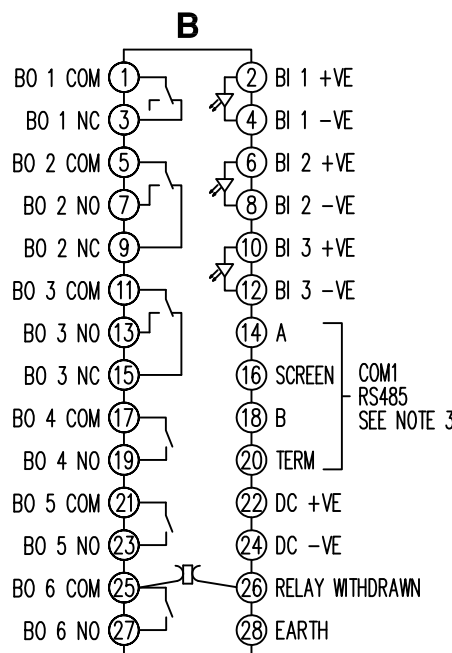 B
BO 1 COM 1 2 BI 1 +VE
BO 1 NC 3 4 BI 1 -VE
BO 2 COM 5 6 BI 2 +VE
BO 2 NO 7 8 BI 2 -VE
BO 2 NC 9 10 BI 3 +VE
BO 3 COM 11 12 BI 3 -VE
BO 3 NO 13 14 A
BO 3 NC 15 16 SCREEN
BO 4 COM 17 18 B
BO 4 NO 19 20 TERM
COM1
RS485
SEE NOTE 3
BO 5 COM 21 22 DC +VE
BO 5 NO 23 24 DC -VE
BO 6 COM 25 26 RELAY WITHDRAWN
BO 6 NO 27 28 EARTH